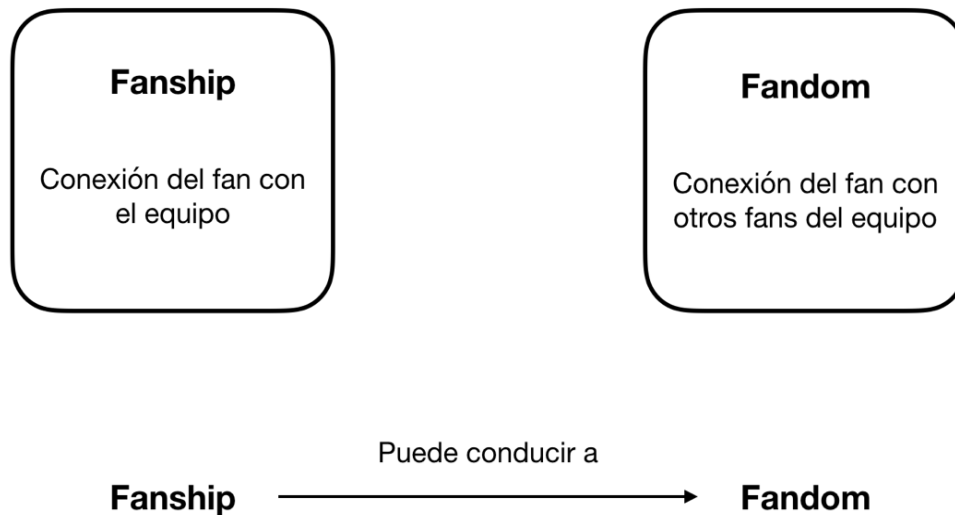 Fanship
Conexión del fan con
el equipo
Fandom
Conexión del fan con
otros fans del equipo
Puede conducir a
Fanship
Fandom